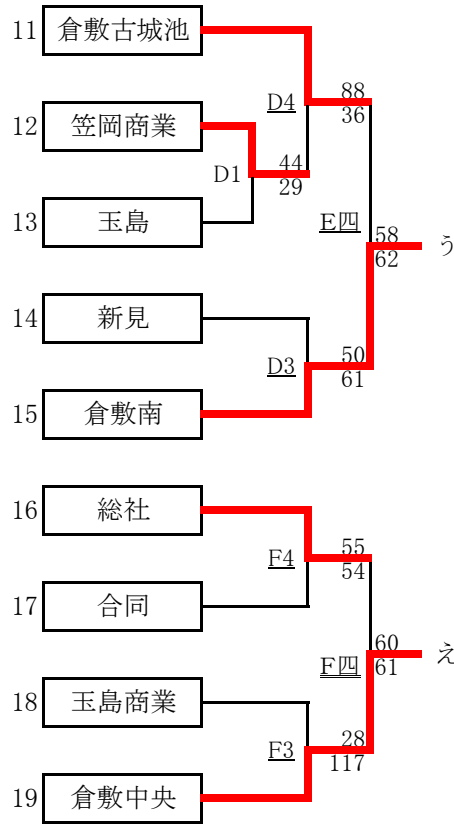 11 倉敷古城池
D4 88
36
12 笠岡商業
D1 44
29
13 玉島
E四 58
62 う
14 新見
D3 50
61
15 倉敷南
16 総社
F4 55
54
17 合同
F四 60
61 え
18 玉島商業
F3 28
117
19 倉敷中央